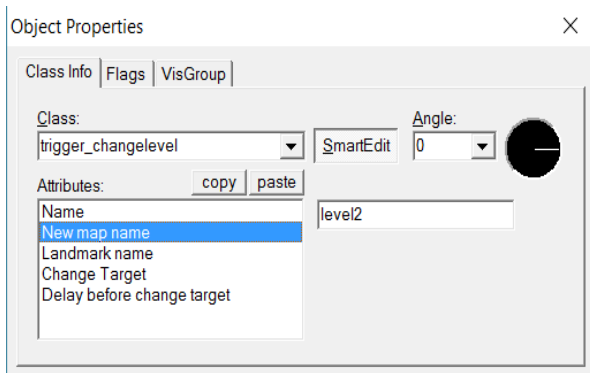 Object Properties
Class Info Flags VisGroup
Class: Angle:
trigger_changelevel SmartEdit 0
Attributes: copy paste
Name level2
New map name
Landmark name
Change Target
Delay before change target